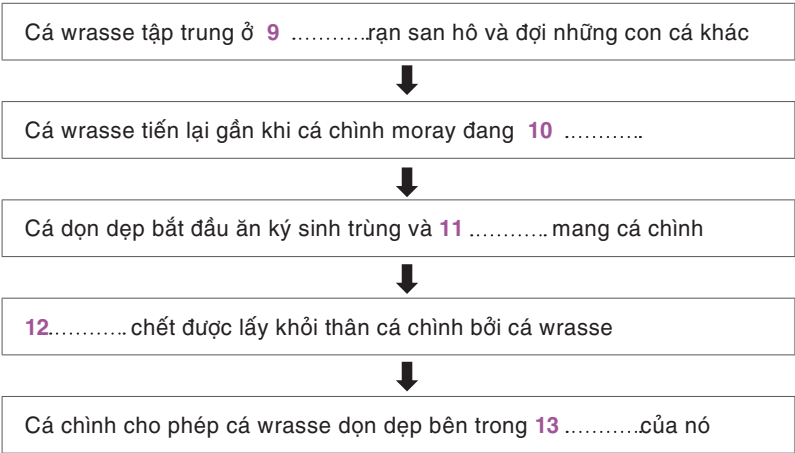 Cá wrasse tập trung ở 9 ............rạn san hô và đợi những con cá khác
Cá wrasse tiến lại gần khi cá chình moray đang 10 ............
Cá dọn dẹp bắt đầu ăn ký sinh trùng và 11 ............ mang cá chình
12............ chết được lấy khỏi thân cá chình bởi cá wrasse
Cá chình cho phép cá wrasse dọn dẹp bên trong 13 ............của nó